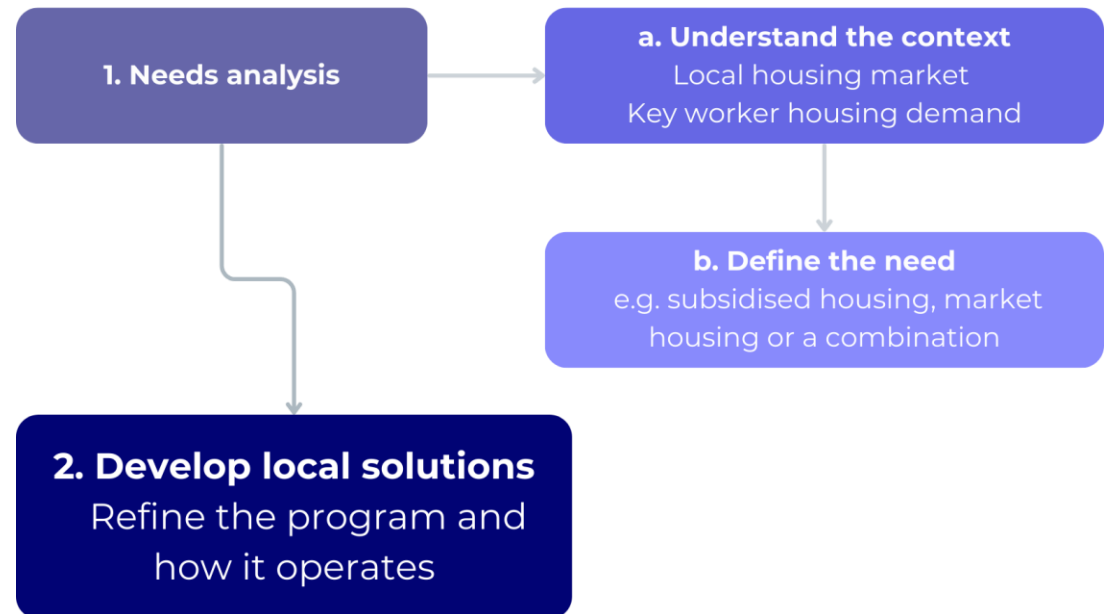 1. Needs analysis
a. Understand the context
Local housing market
Key worker housing demand
b. Define the need
e.g. subsidised housing, market
housing or a combination
2. Develop local solutions
Refine the program and
how it operates